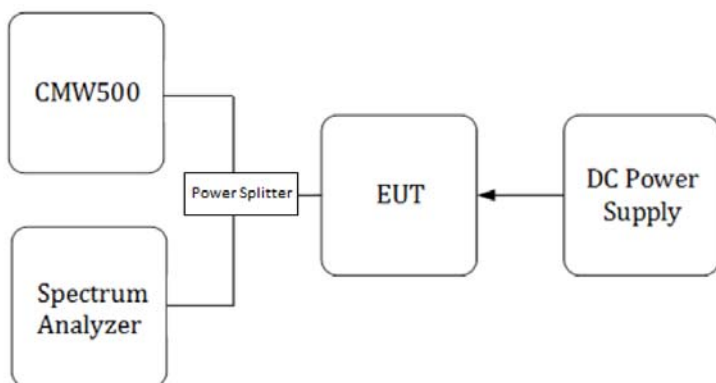 CMW500
Power Splitter
EUT
DC Power
Supply
Spectrum
Analyzer